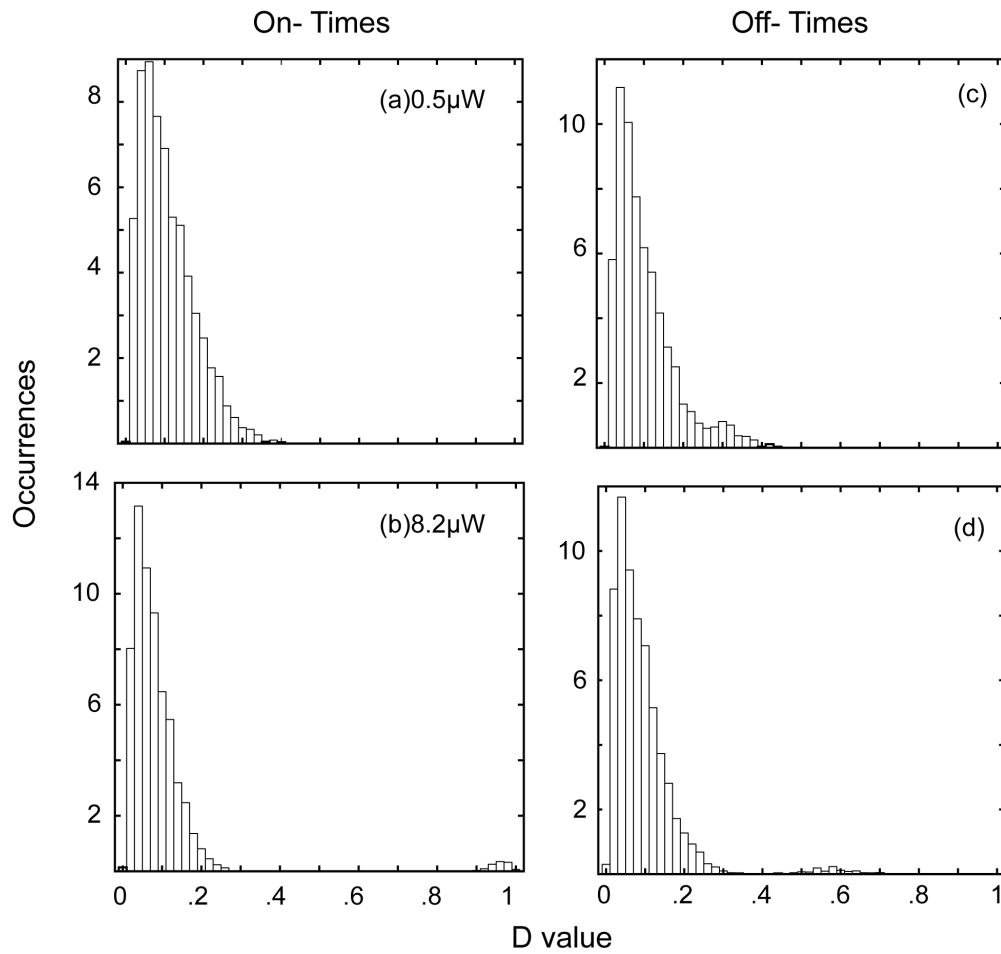 On- Times
Off- Times
Occurrences
8
6
4
2
(a)0.5µW
10
6
2
(c)
14
10
6
2
(b)8.2µW
10
6
2
(d)
0 .2 .4 .6 .8 1
0 .2 .4 .6 .8 1
D value